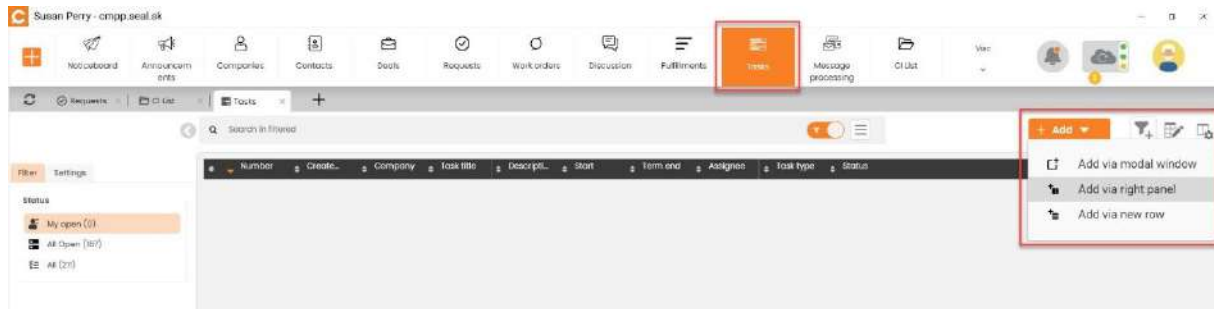 Susan Perry - cmpp.seal.sk
Noticeboard
Announcem
ents
Companies
Contacts
Deals
Requests
Work orders
Discussion
Fulfilments
Tasks
Message
processing
CI List
Viac
Requests
CI List
Tasks
Search in filtered
+ Add
Add via modal window
Add via right panel
Add via new row
Filter Settings
Number Create... Company Task title Descripti... Start Term end Assignee Task type Status
Status
My open (0)
All Open (167)
All (211)